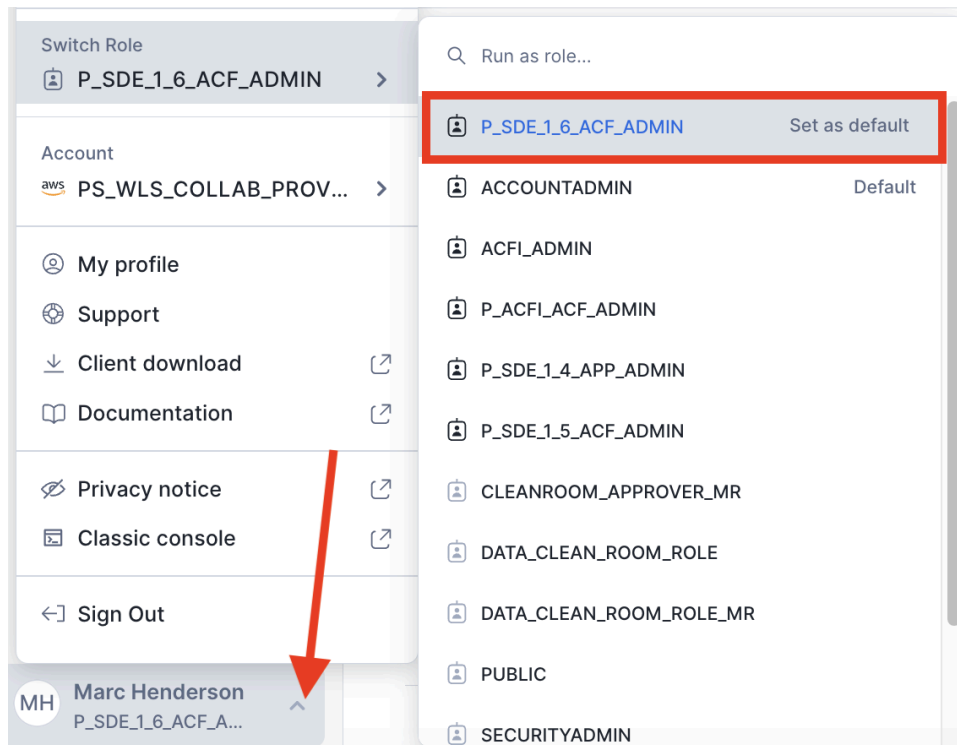 Switch Role
P_SDE_1_6_ACF_ADMIN
Account
aws PS_WLS_COLLAB_PROV...
My profile
Support
Client download
Documentation
Privacy notice
Classic console
Sign Out
MH
Marc Henderson
P_SDE_1_6_ACF_A...
Run as role...
P_SDE_1_6_ACF_ADMIN Set as default
ACCOUNTADMIN Default
ACFI_ADMIN
P_ACFI_ACF_ADMIN
P_SDE_1_4_APP_ADMIN
P_SDE_1_5_ACF_ADMIN
CLEANROOM_APPROVER_MR
DATA_CLEAN_ROOM_ROLE
DATA_CLEAN_ROOM_ROLE_MR
PUBLIC
SECURITYADMIN